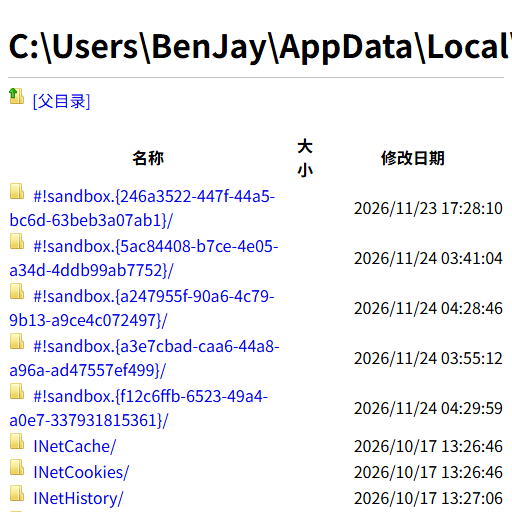 C:\Users\BenJay\AppData\Local\
[父目录]
名称 大小 修改日期
#!sandbox.{246a3522-447f-44a5-bc6d-63beb3a07ab1}/ 2026/11/23 17:28:10
#!sandbox.{5ac84408-b7ce-4e05-a34d-4ddb99ab7752}/ 2026/11/24 03:41:04
#!sandbox.{a247955f-90a6-4c79-9b13-a9ce4c072497}/ 2026/11/24 04:28:46
#!sandbox.{a3e7cbad-caa6-44a8-a96a-ad47557ef499}/ 2026/11/24 03:55:12
#!sandbox.{f12c6ffb-6523-49a4-a0e7-337931815361}/ 2026/11/24 04:29:59
INetCache/ 2026/10/17 13:26:46
INetCookies/ 2026/10/17 13:26:46
INetHistory/ 2026/10/17 13:27:06